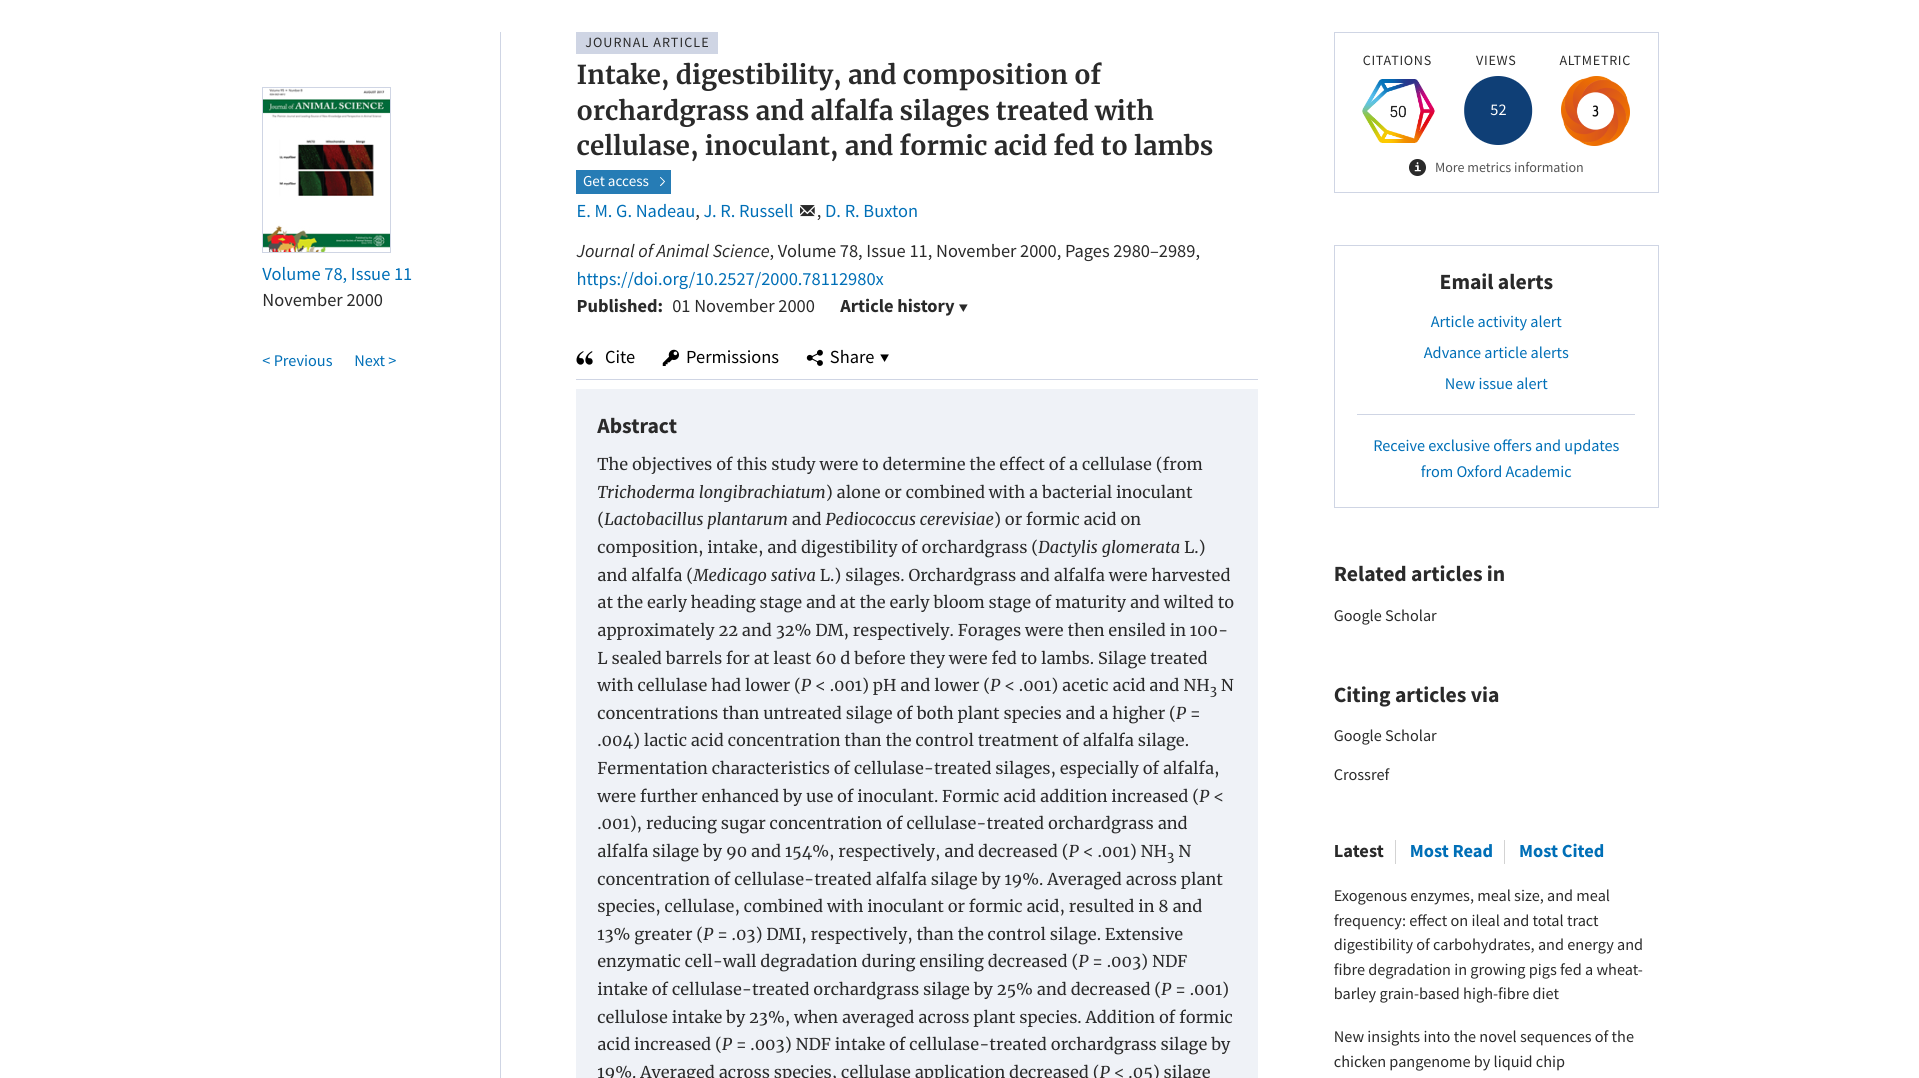 Journal of ANIMAL SCIENCE
Volume 78, Issue 11
November 2000
< Previous Next >
JOURNAL ARTICLE
Intake, digestibility, and composition of
orchardgrass and alfalfa silages treated with
cellulase, inoculant, and formic acid fed to lambs
Get access
E. M. G. Nadeau, J. R. Russell, D. R. Buxton
Journal of Animal Science, Volume 78, Issue 11, November 2000, Pages 2980–2989,
https://doi.org/10.2527/2000.78112980x
Published: 01 November 2000 Article history
Cite Permissions Share
Abstract
The objectives of this study were to determine the effect of a cellulase (from
Trichoderma longibrachiatum) alone or combined with a bacterial inoculant
(Lactobacillus plantarum and Pediococcus cerevisiae) or formic acid on
composition, intake, and digestibility of orchardgrass (Dactylis glomerata L.)
and alfalfa (Medicago sativa L.) silages. Orchardgrass and alfalfa were harvested
at the early heading stage and at the early bloom stage of maturity and wilted to
approximately 22 and 32% DM, respectively. Forages were then ensiled in 100-
L sealed barrels for at least 60 d before they were fed to lambs. Silage treated
with cellulase had lower (P < .001) pH and lower (P < .001) acetic acid and NH3 N
concentrations than untreated silage of both plant species and a higher (P =
.004) lactic acid concentration than the control treatment of alfalfa silage.
Fermentation characteristics of cellulase-treated silages, especially of alfalfa,
were further enhanced by use of inoculant. Formic acid addition increased (P <
.001), reducing sugar concentration of cellulase-treated orchardgrass and
alfalfa silage by 90 and 154%, respectively, and decreased (P < .001) NH3 N
concentration of cellulase-treated alfalfa silage by 19%. Averaged across plant
species, cellulase, combined with inoculant or formic acid, resulted in 8 and
13% greater (P = .03) DMI, respectively, than the control silage. Extensive
enzymatic cell-wall degradation during ensiling decreased (P = .003) NDF
intake of cellulase-treated orchardgrass silage by 25% and decreased (P = .001)
cellulose intake by 23%, when averaged across plant species. Addition of formic
acid increased (P = .003) NDF intake of cellulase-treated orchardgrass silage by
19%. Averaged across species, cellulase application decreased (P < .05) silage
CITATIONS VIEWS ALTMETRIC
50 52 3
More metrics information
Email alerts
Article activity alert
Advance article alerts
New issue alert
Receive exclusive offers and updates
from Oxford Academic
Related articles in
Google Scholar
Citing articles via
Google Scholar
Crossref
Latest Most Read Most Cited
Exogenous enzymes, meal size, and meal
frequency: effect on ileal and total tract
digestibility of carbohydrates, and energy and
fibre degradation in growing pigs fed a wheat-
barley grain-based high-fibre diet
New insights into the novel sequences of the
chicken pangenome by liquid chip